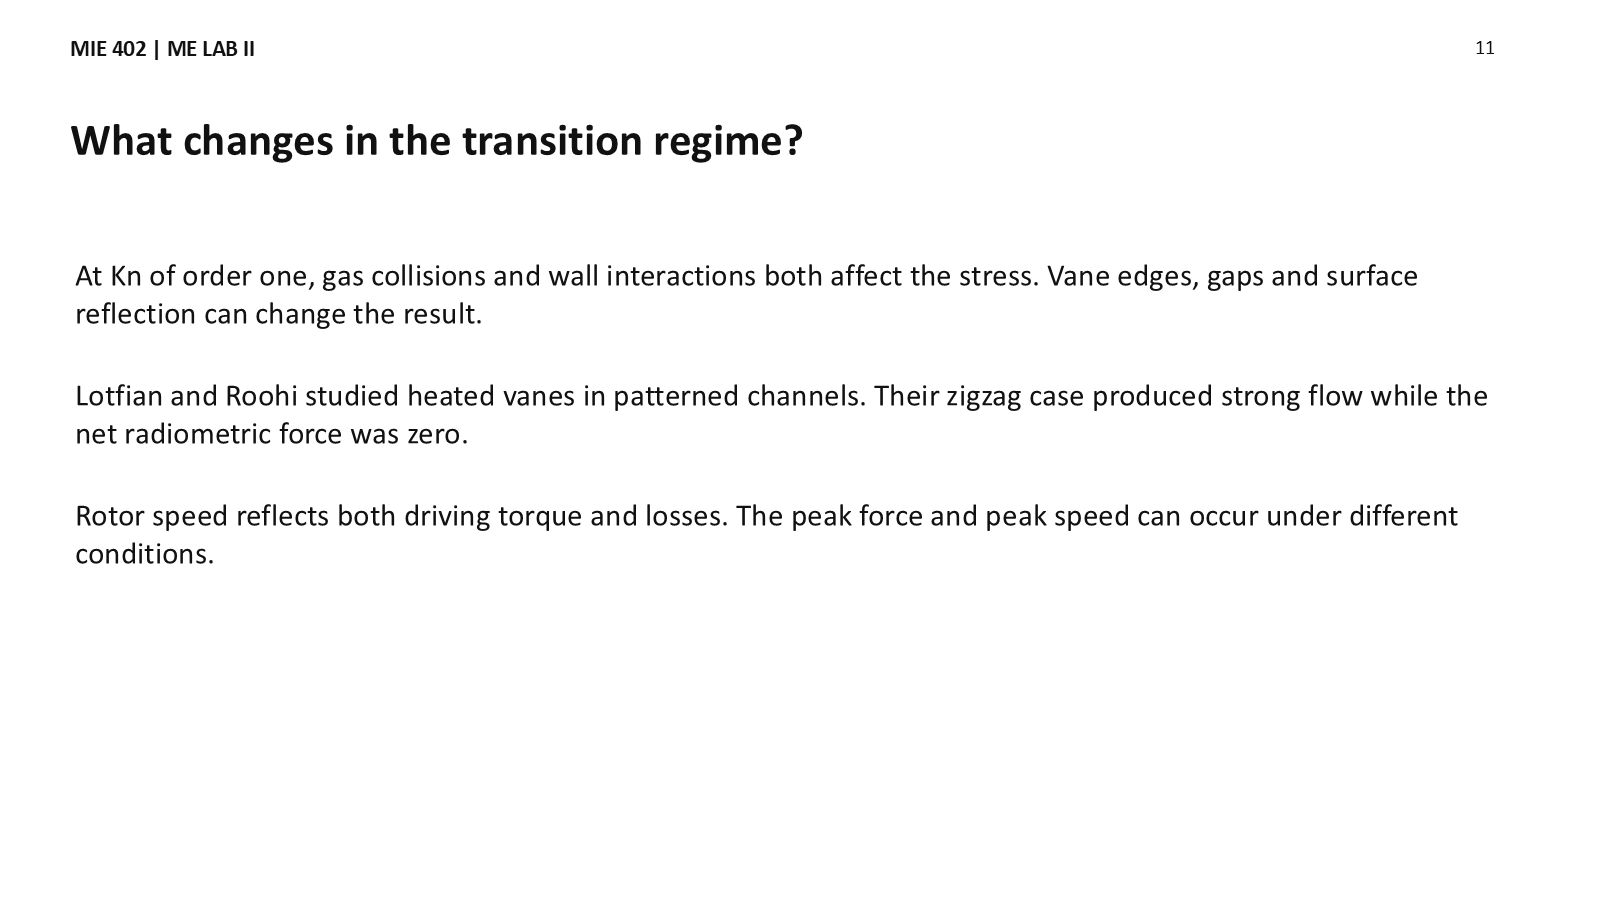 MIE 402 | ME LAB II
11
What changes in the transition regime?
At Kn of order one, gas collisions and wall interactions both affect the stress. Vane edges, gaps and surface
reflection can change the result.
Lotfian and Roohi studied heated vanes in patterned channels. Their zigzag case produced strong flow while the
net radiometric force was zero.
Rotor speed reflects both driving torque and losses. The peak force and peak speed can occur under different
conditions.